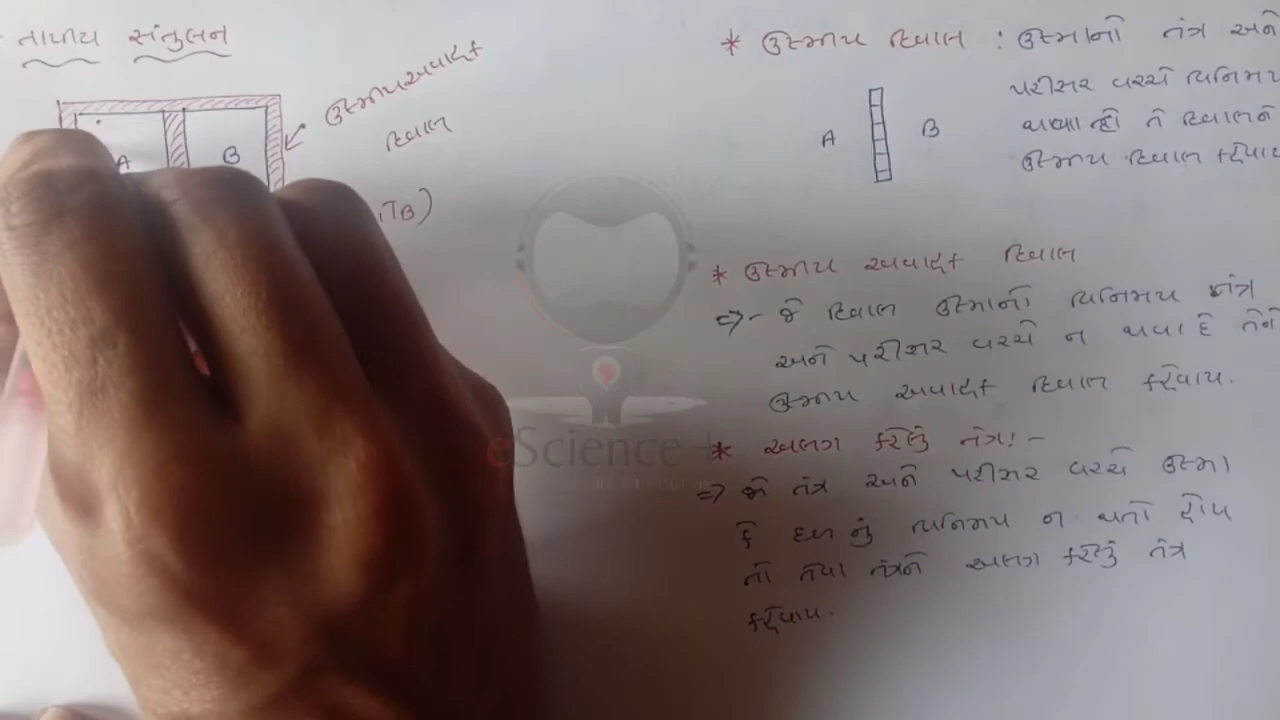 તાપીય સંતુલન
ઉષ્મીય અવાહક
દિવાલ
A B
,TB)
* ઉષ્મીય દિવાલ : ઉષ્માનો તંત્ર અને
પરીસર વચ્ચે વિનિમય
થવા દે તે દિવાલને
ઉષ્મીય દિવાલ કહેવાય
A B
* ઉષ્મીય અવાહક દિવાલ
=> - જે દિવાલ ઉષ્માનો વિનિમય તંત્ર
અને પરીસર વચ્ચે ન થવા દે તેને
ઉષ્મીય અવાહક દિવાલ કહેવાય.
eScience +
* અલગ કરેલું તંત્ર: -
=> જો તંત્ર અને પરીસર વચ્ચે ઉષ્મા
કે દળ નું વિનિમય ન થતો હોય
તો તેવા તંત્રને અલગ કરેલું તંત્ર
કહેવાય.